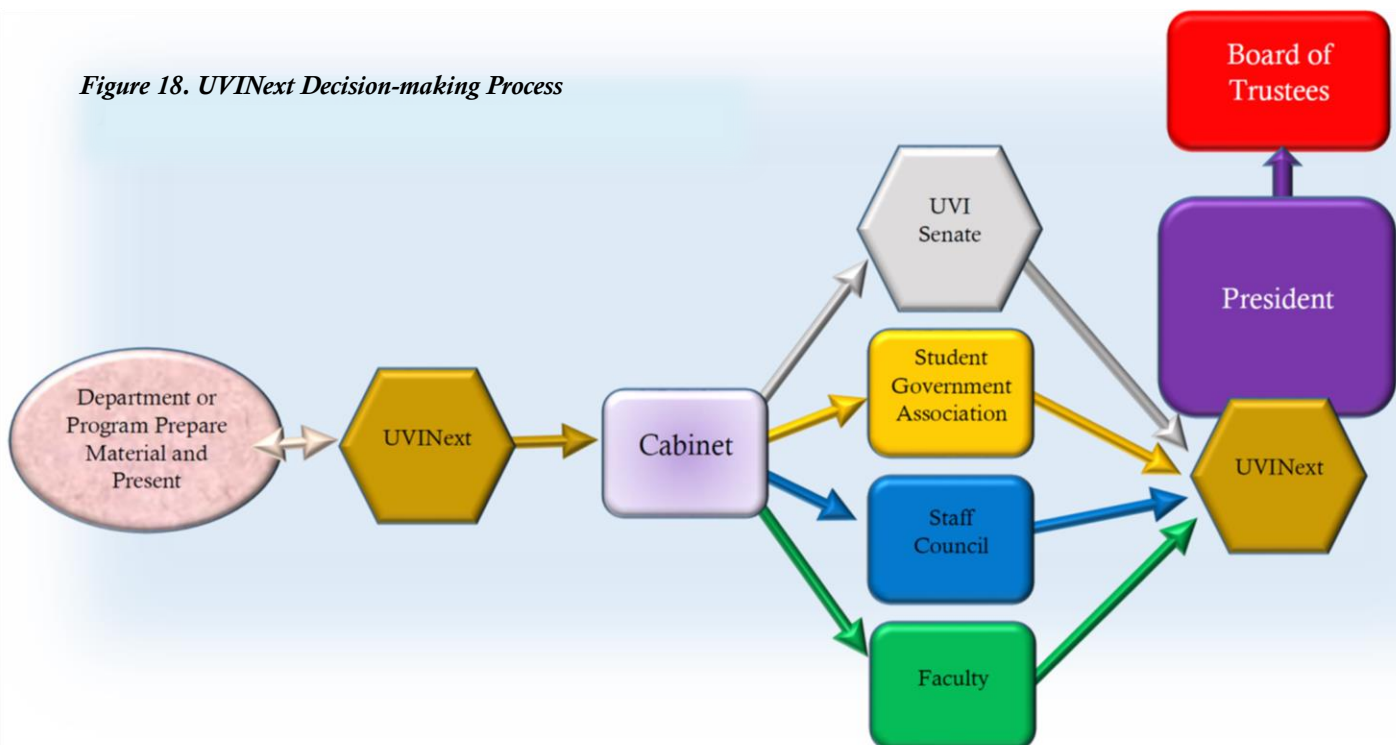 Figure 18. UVINext Decision-making Process
Board of
Trustees
UVI
Senate
President
Student
Government
Association
Department or
Program Prepare
Material and
Present
UVINext
Cabinet
UVINext
Staff
Council
Faculty